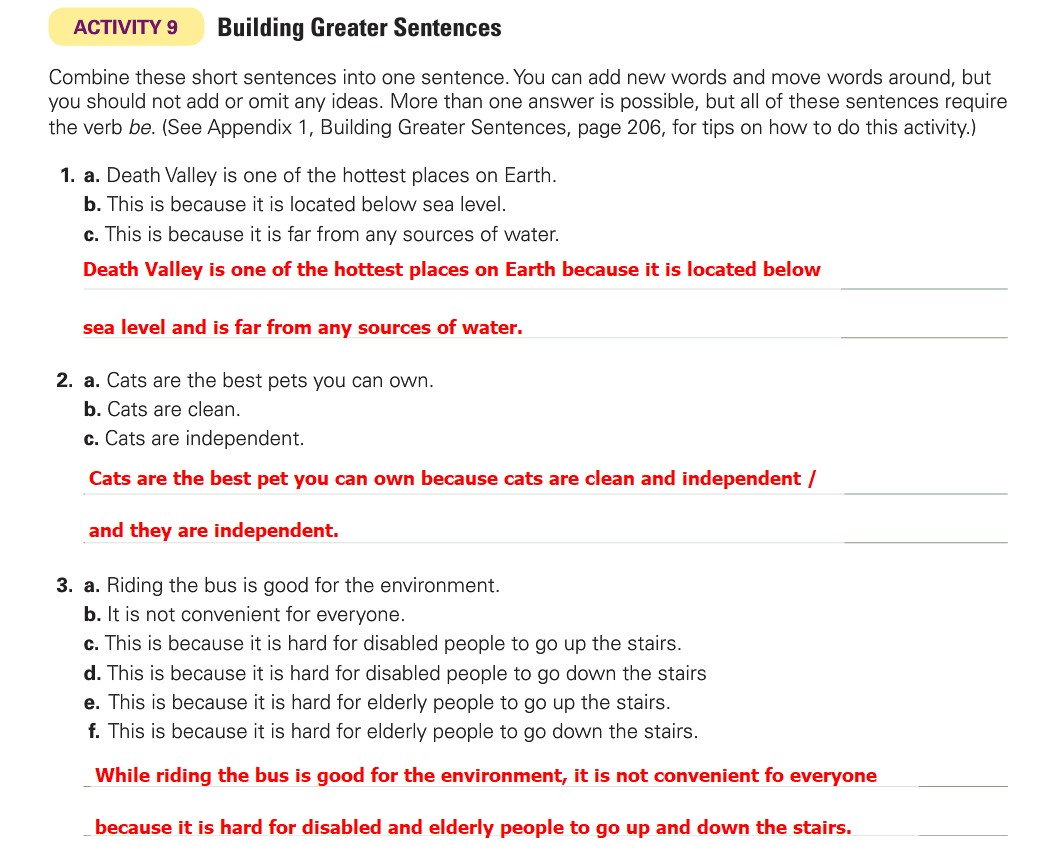 ACTIVITY 9 Building Greater Sentences
Combine these short sentences into one sentence. You can add new words and move words around, but
you should not add or omit any ideas. More than one answer is possible, but all of these sentences require
the verb be. (See Appendix 1, Building Greater Sentences, page 206, for tips on how to do this activity.)
1. a. Death Valley is one of the hottest places on Earth.
b. This is because it is located below sea level.
c. This is because it is far from any sources of water.
Death Valley is one of the hottest places on Earth because it is located below
sea level and is far from any sources of water.
2. a. Cats are the best pets you can own.
b. Cats are clean.
c. Cats are independent.
Cats are the best pet you can own because cats are clean and independent /
and they are independent.
3. a. Riding the bus is good for the environment.
b. It is not convenient for everyone.
c. This is because it is hard for disabled people to go up the stairs.
d. This is because it is hard for disabled people to go down the stairs
e. This is because it is hard for elderly people to go up the stairs.
f. This is because it is hard for elderly people to go down the stairs.
While riding the bus is good for the environment, it is not convenient fo everyone
because it is hard for disabled and elderly people to go up and down the stairs.